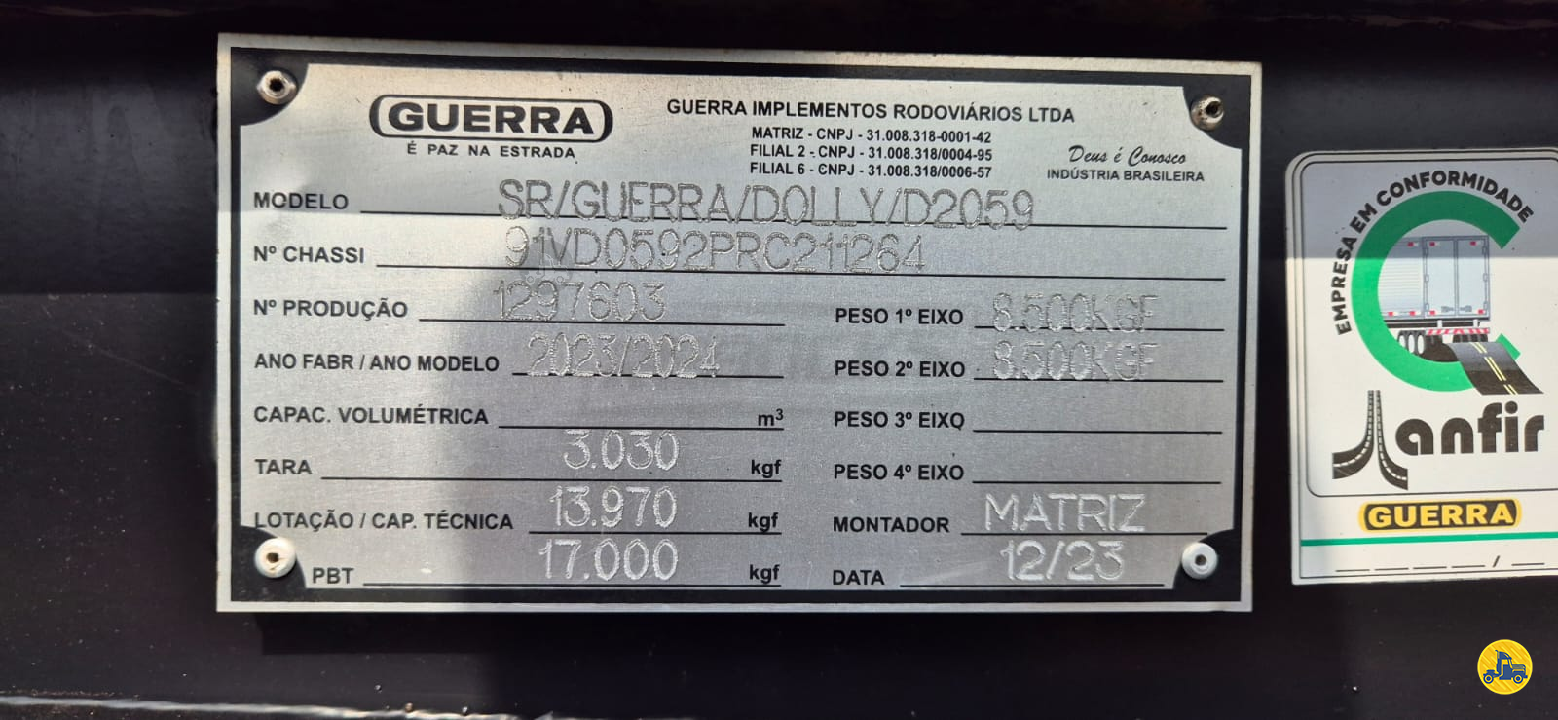 GUERRA
É PAZ NA ESTRADA
GUERRA IMPLEMENTOS RODOVIÁRIOS LTDA
MATRIZ - CNPJ - 31.008.318-0001-42
FILIAL 2 - CNPJ - 31.008.318/0004-95
FILIAL 6 - CNPJ - 31.008.318/0006-57
Deus é Conosco
INDÚSTRIA BRASILEIRA
MODELO SR/GUERRA/DOLLY/D2059
Nº CHASSI 91VD0592PRC211264
Nº PRODUÇÃO 1297603
PESO 1º EIXO 8.500KGF
ANO FABR / ANO MODELO 2023/2024
PESO 2º EIXO 8.500KGF
CAPAC. VOLUMÉTRICA m³
PESO 3º EIXO
TARA 3.030 kgf
PESO 4º EIXO
LOTAÇÃO / CAP. TÉCNICA 13.970 kgf
MONTADOR MATRIZ
PBT 17.000 kgf
DATA 12/23
EMPRESA EM CONFORMIDADE
anfir
GUERRA